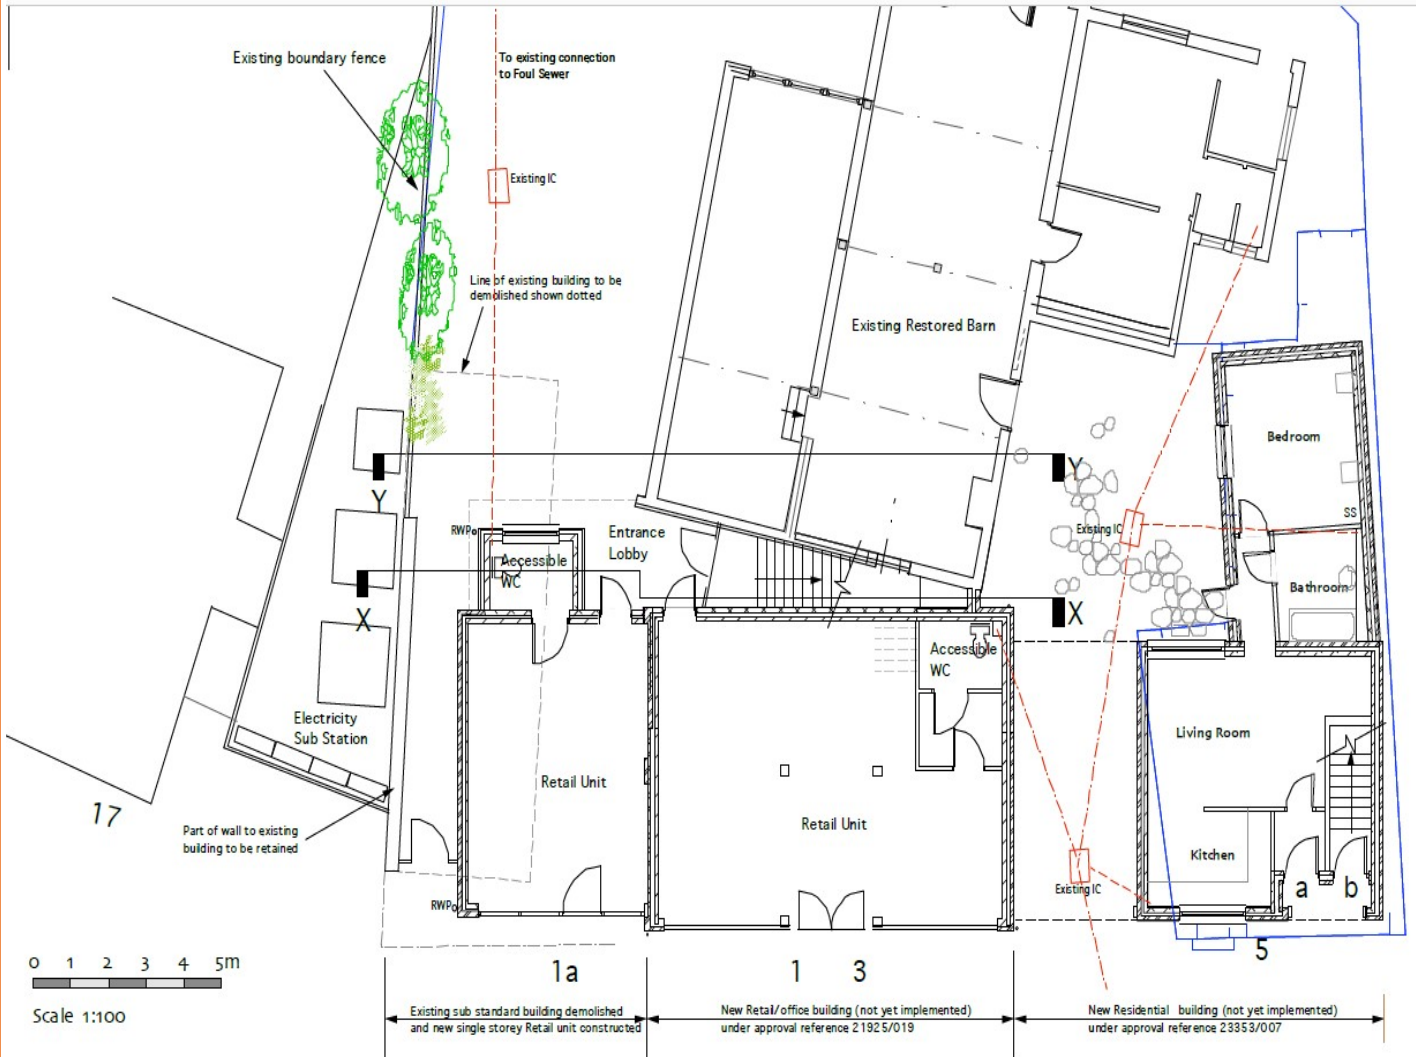 Existing boundary fence
To existing connection
to Foul Sewer
Existing IC
Line of existing building to be
demolished shown dotted
Existing Restored Barn
Bedroom
Y
Y
SS
Existing IC
RWP
Entrance
Lobby
Accessible
WC
Bathroom
X
X
Accessible
WC
Electricity
Sub Station
Living Room
Retail Unit
Retail Unit
17
Part of wall to existing
building to be retained
Kitchen
Existing IC
a
b
RWP
5
0 1 2 3 4 5m
1a
1 3
Scale 1:100
Existing sub standard building demolished
and new single storey Retail unit constructed
New Retail/office building (not yet implemented)
under approval reference 21925/019
New Residential building (not yet implemented)
under approval reference 23353/007